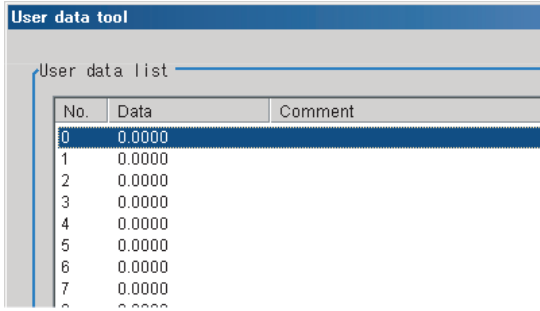 User data tool
User data list
No. Data Comment
0 0.0000
1 0.0000
2 0.0000
3 0.0000
4 0.0000
5 0.0000
6 0.0000
7 0.0000